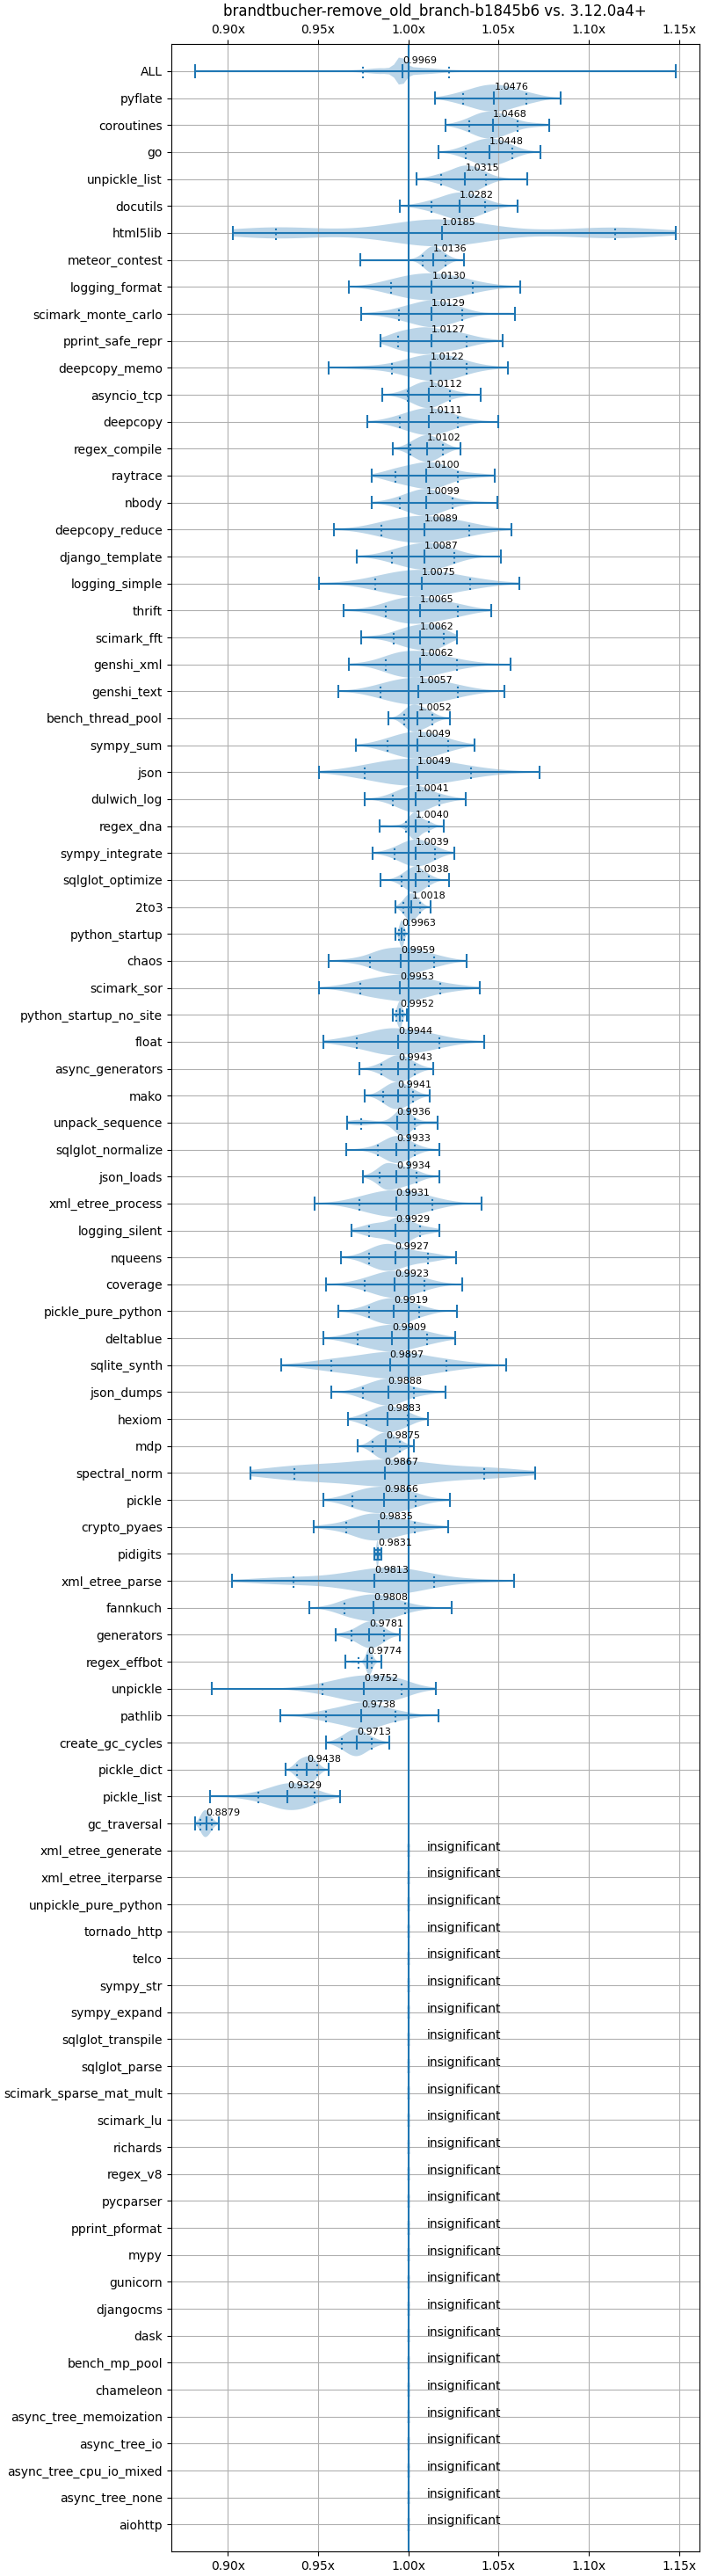 brandtbucher-remove_old_branch-b1845b6 vs. 3.12.0a4+
0.90x 0.95x 1.00x 1.05x 1.10x 1.15x
ALL 0.9969
pyflate 1.0476
coroutines 1.0468
go 1.0448
unpickle_list 1.0315
docutils 1.0282
html5lib 1.0185
meteor_contest 1.0136
logging_format 1.0130
scimark_monte_carlo 1.0129
pprint_safe_repr 1.0127
deepcopy_memo 1.0122
asyncio_tcp 1.0112
deepcopy 1.0111
regex_compile 1.0102
raytrace 1.0100
nbody 1.0099
deepcopy_reduce 1.0089
django_template 1.0087
logging_simple 1.0075
thrift 1.0065
scimark_fft 1.0062
genshi_xml 1.0062
genshi_text 1.0057
bench_thread_pool 1.0052
sympy_sum 1.0049
json 1.0049
dulwich_log 1.0041
regex_dna 1.0040
sympy_integrate 1.0039
sqlglot_optimize 1.0038
2to3 1.0018
python_startup 0.9963
chaos 0.9959
scimark_sor 0.9953
python_startup_no_site 0.9952
float 0.9944
async_generators 0.9943
mako 0.9941
unpack_sequence 0.9936
sqlglot_normalize 0.9933
json_loads 0.9934
xml_etree_process 0.9931
logging_silent 0.9929
nqueens 0.9927
coverage 0.9923
pickle_pure_python 0.9919
deltablue 0.9909
sqlite_synth 0.9897
json_dumps 0.9888
hexiom 0.9883
mdp 0.9875
spectral_norm 0.9867
pickle 0.9866
crypto_pyaes 0.9835
pidigits 0.9831
xml_etree_parse 0.9813
fannkuch 0.9808
generators 0.9781
regex_effbot 0.9774
unpickle 0.9752
pathlib 0.9738
create_gc_cycles 0.9713
pickle_dict 0.9438
pickle_list 0.9329
gc_traversal 0.8879
xml_etree_generate insignificant
xml_etree_iterparse insignificant
unpickle_pure_python insignificant
tornado_http insignificant
telco insignificant
sympy_str insignificant
sympy_expand insignificant
sqlglot_transpile insignificant
sqlglot_parse insignificant
scimark_sparse_mat_mult insignificant
scimark_lu insignificant
richards insignificant
regex_v8 insignificant
pycparser insignificant
pprint_pformat insignificant
mypy insignificant
gunicorn insignificant
djangocms insignificant
dask insignificant
bench_mp_pool insignificant
chameleon insignificant
async_tree_memoization insignificant
async_tree_io insignificant
async_tree_cpu_io_mixed insignificant
async_tree_none insignificant
aiohttp insignificant
0.90x 0.95x 1.00x 1.05x 1.10x 1.15x